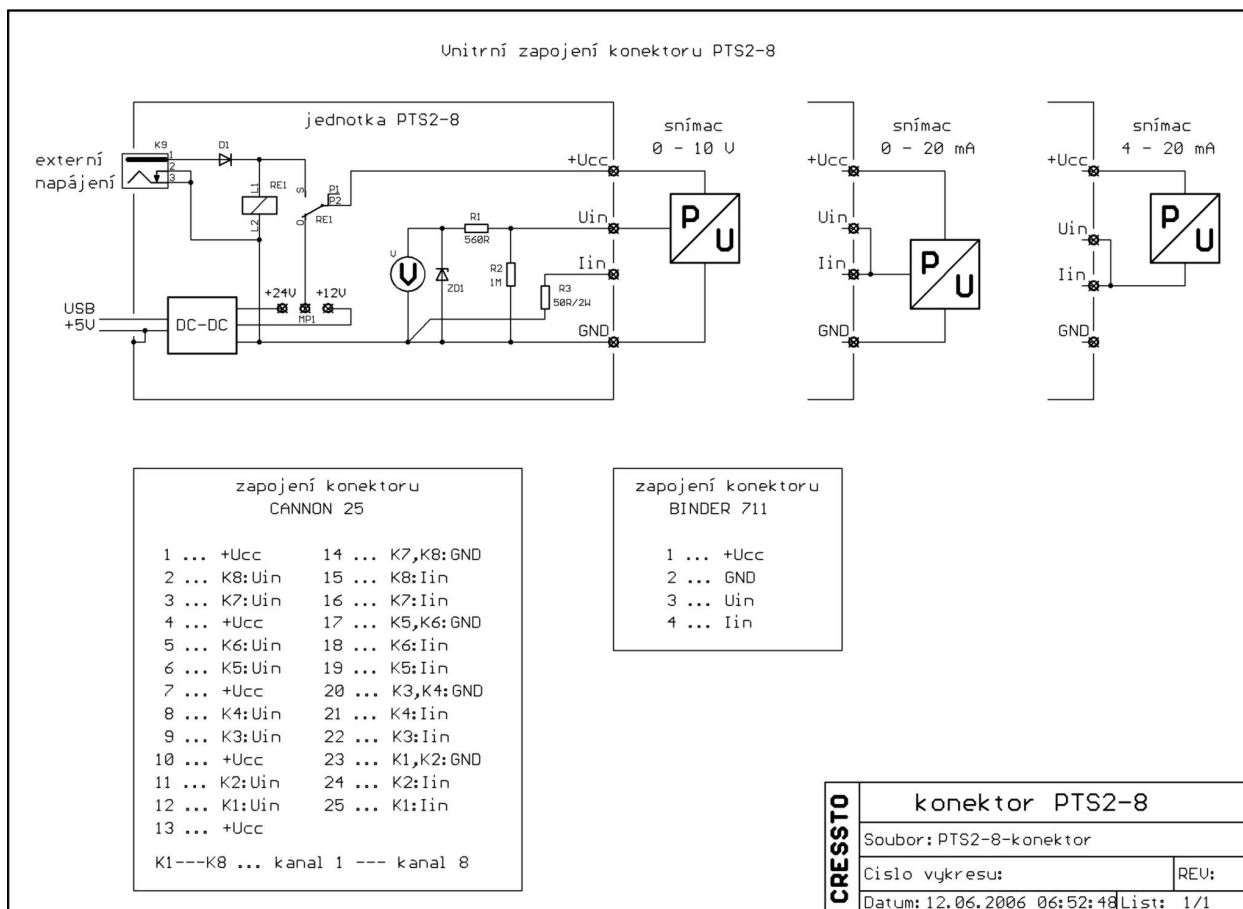 Vnitrní zapojení konektoru PTS2-8
jednotka PTS2-8
externí
napájení
K9
1
2
3
D1
L1
L2
RE1
S
O
P1
P2
RE1
+Ucc
snímac
0 - 10 V
P
U
Uin
R1
560R
R2
1M
V
V
ZD1
Iin
R3
50R/2W
+24V
+12V
MP1
USB
+5V
DC-DC
GND
snímac
0 - 20 mA
+Ucc
Uin
Iin
P
U
GND
snímac
4 - 20 mA
+Ucc
P
U
Uin
Iin
GND
zapojení konektoru
CANNON 25
1 ... +Ucc 14 ... K7,K8:GND
2 ... K8:Uin 15 ... K8:Iin
3 ... K7:Uin 16 ... K7:Iin
4 ... +Ucc 17 ... K5,K6:GND
5 ... K6:Uin 18 ... K6:Iin
6 ... K5:Uin 19 ... K5:Iin
7 ... +Ucc 20 ... K3,K4:GND
8 ... K4:Uin 21 ... K4:Iin
9 ... K3:Uin 22 ... K3:Iin
10 ... +Ucc 23 ... K1,K2:GND
11 ... K2:Uin 24 ... K2:Iin
12 ... K1:Uin 25 ... K1:Iin
13 ... +Ucc
K1---K8 ... kanal 1 --- kanal 8
zapojení konektoru
BINDER 711
1 ... +Ucc
2 ... GND
3 ... Uin
4 ... Iin
CRESSTO
konektor PTS2-8
Soubor: PTS2-8-konektor
Cislo vykresu:
REV:
Datum: 12.06.2006 06:52:48
List: 1/1